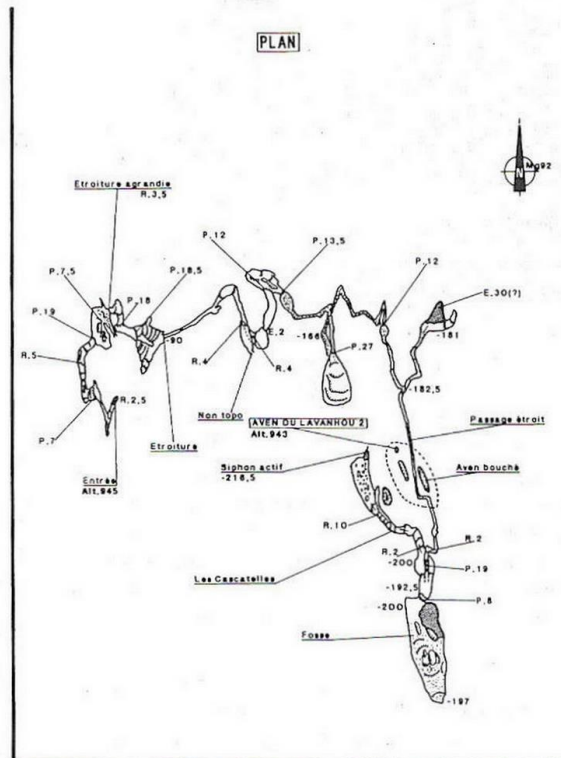 PLAN
Mg92
N
Etroiture agrandie
R.3,5
P.12
P.13,5
P.7,5
P.18
P.18,5
P.12
E.30(?)
P.19
-90
E.2
-166
-181
R.5
R.4
R.4
P.27
R.2,5
Non topo
-182,5
P.7
Etroiture
AVEN DU LAVANHOU 2
Alt.943
Passage étroit
Entrée
Alt.945
Siphon actif
-216,5
Aven bouché
R.10
R.2
R.2
-200
P.19
Les Cascatelles
-192,5
-200
P.8
Fosse
-197